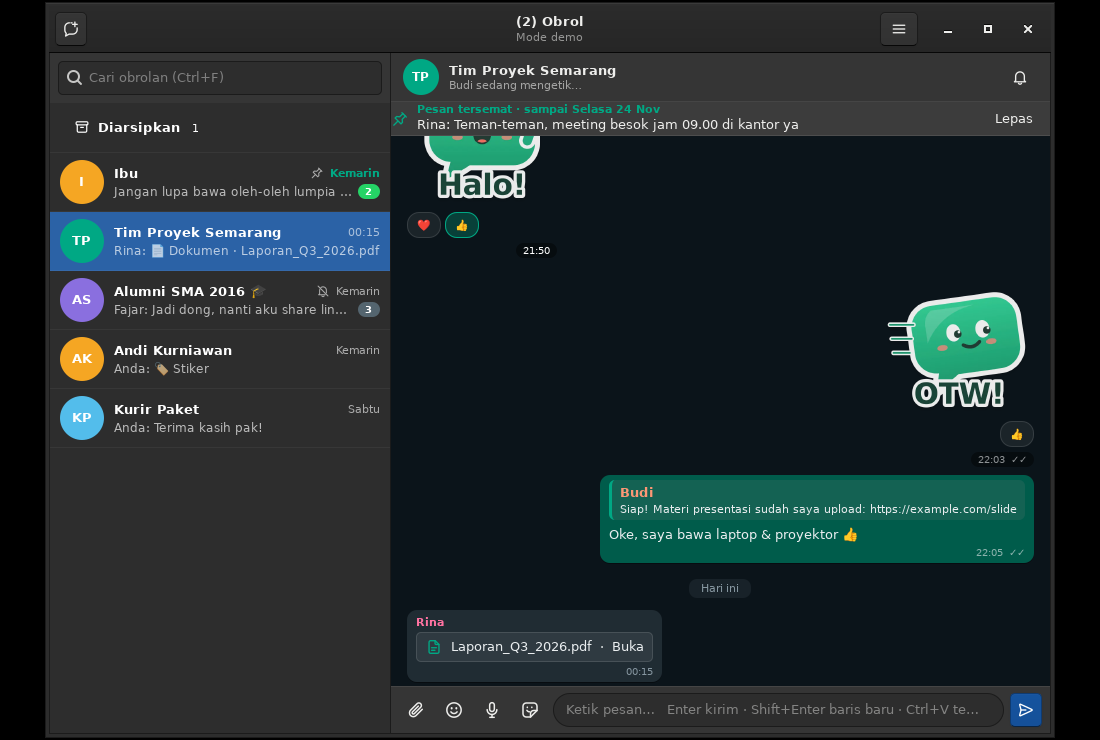 (2) Obrol
Mode demo
Cari obrolan (Ctrl+F)
Diarsipkan 1
I
Ibu
Kemarin
Jangan lupa bawa oleh-oleh lumpia ...
2
TP
Tim Proyek Semarang
00:15
Rina: 📄 Dokumen · Laporan_Q3_2026.pdf
AS
Alumni SMA 2016 🎓
Kemarin
Fajar: Jadi dong, nanti aku share lin...
3
AK
Andi Kurniawan
Kemarin
Anda: 🏷️ Stiker
KP
Kurir Paket
Sabtu
Anda: Terima kasih pak!
TP
Tim Proyek Semarang
Budi sedang mengetik...
Pesan tersemat · sampai Selasa 24 Nov
Rina: Teman-teman, meeting besok jam 09.00 di kantor ya
Lepas
Halo!
❤️ 👍
21:50
OTW!
👍
22:03 ✓✓
Budi
Siap! Materi presentasi sudah saya upload: https://example.com/slide
Oke, saya bawa laptop & proyektor 👍
22:05 ✓✓
Hari ini
Rina
Laporan_Q3_2026.pdf · Buka
00:15
Ketik pesan... Enter kirim · Shift+Enter baris baru · Ctrl+V te...